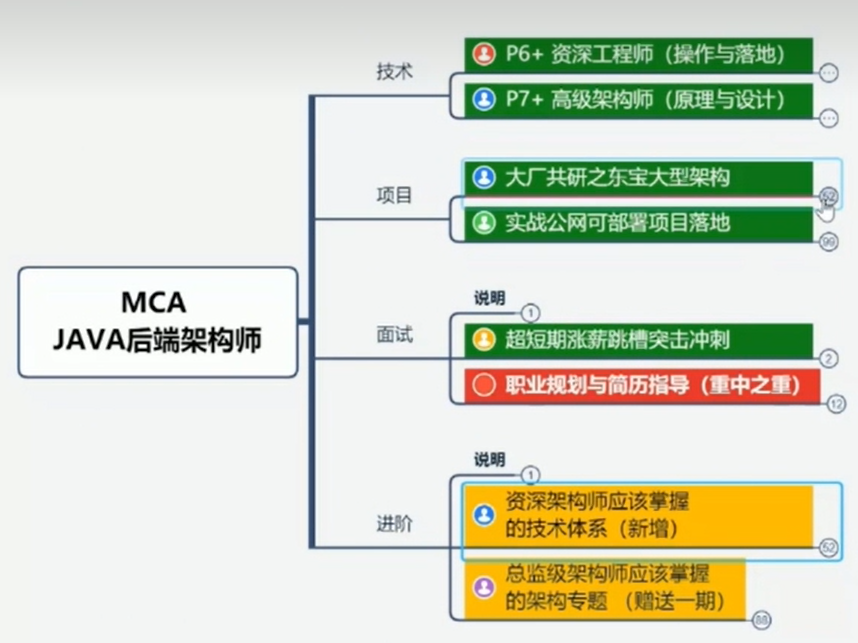 技术
P6+ 资深工程师（操作与落地）
P7+ 高级架构师（原理与设计）
项目
大厂共研之东宝大型架构
实战公网可部署项目落地
99
MCA
JAVA后端架构师
面试
说明
1
超短期涨薪跳槽突击冲刺
2
职业规划与简历指导（重中之重）
12
进阶
说明
1
资深架构师应该掌握
的技术体系（新增）
52
总监级架构师应该掌握
的架构专题 （赠送一期）
88